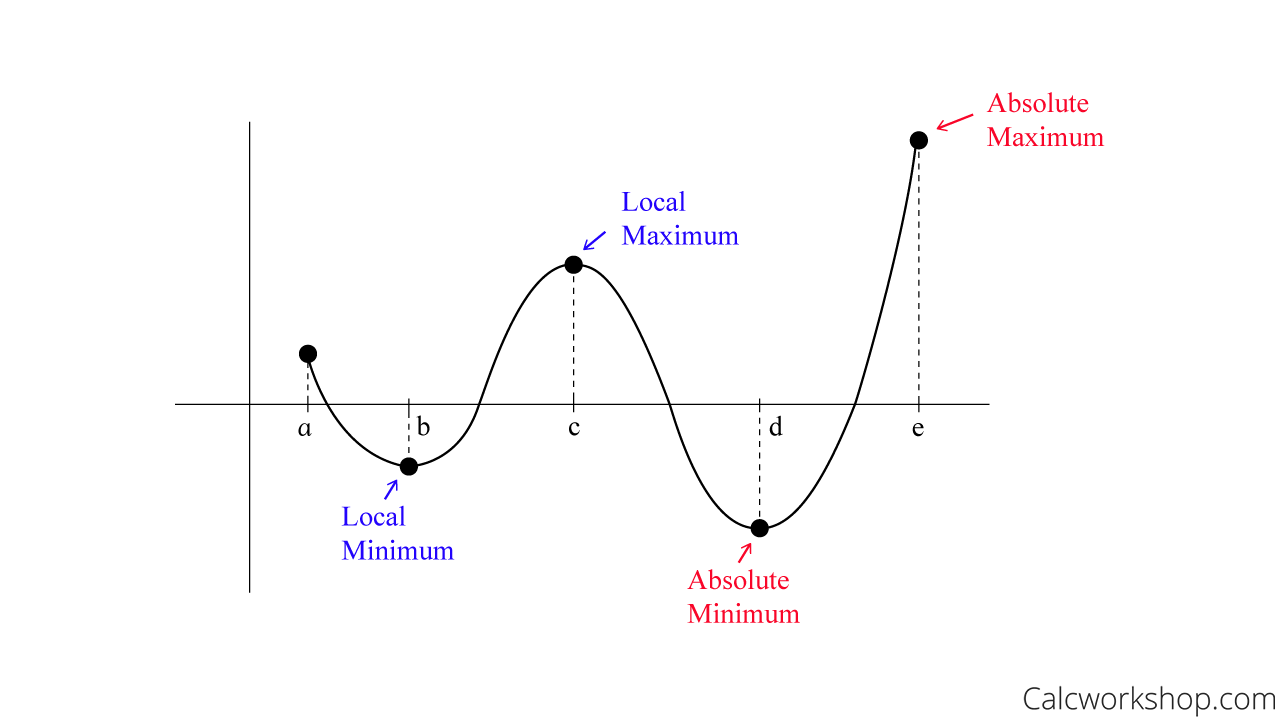 Absolute
Maximum
Local
Maximum
a
b
c
d
e
Local
Minimum
Absolute
Minimum
Calcworkshop.com